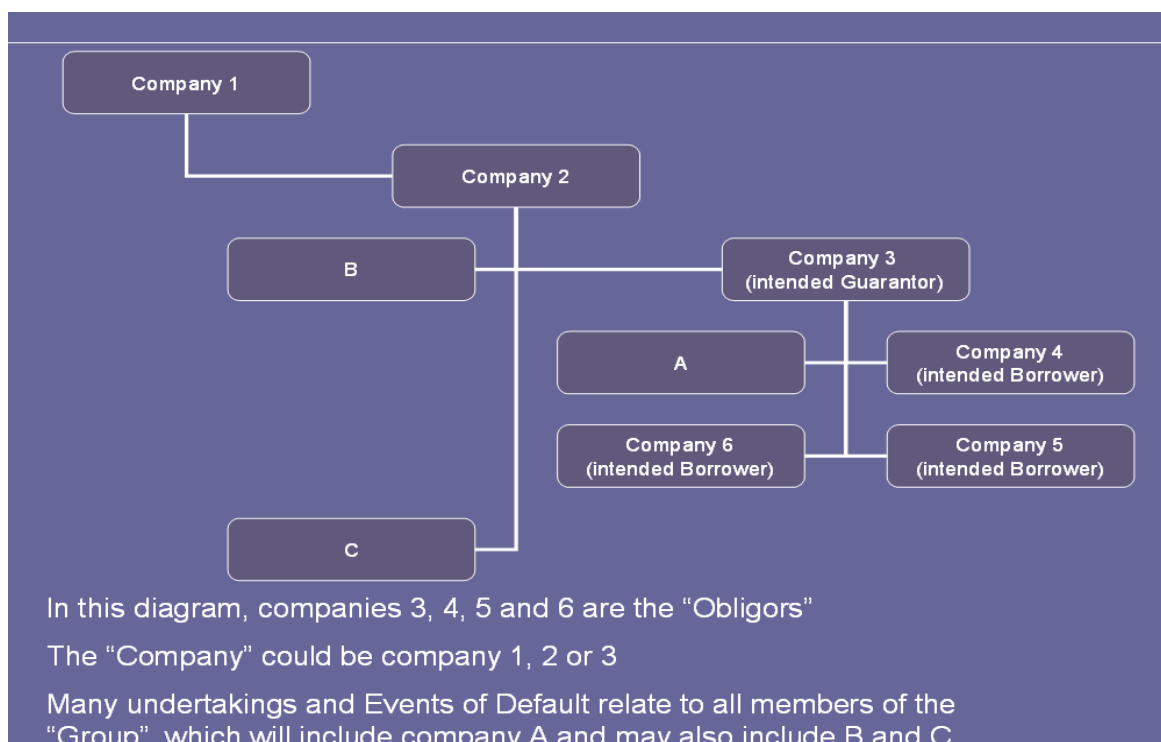 Company 1
Company 2
B
Company 3
(intended Guarantor)
A
Company 4
(intended Borrower)
Company 6
(intended Borrower)
Company 5
(intended Borrower)
C
In this diagram, companies 3, 4, 5 and 6 are the “Obligors”
The “Company” could be company 1, 2 or 3
Many undertakings and Events of Default relate to all members of the
“Group”, which will include company A and may also include B and C